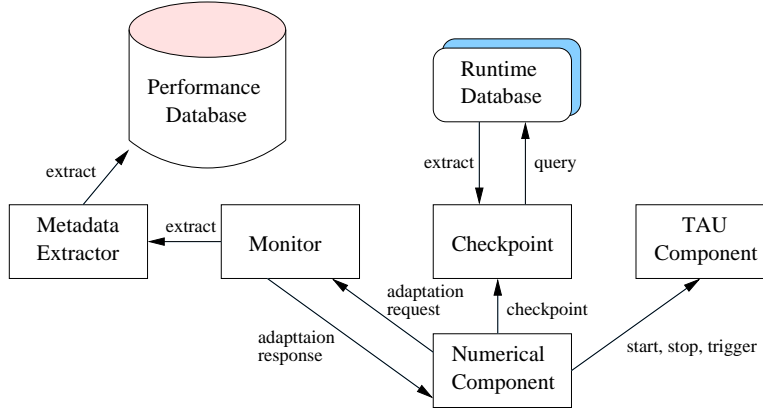 Performance
Database
Runtime
Database
extract
extract
query
Metadata
Extractor
extract
Monitor
Checkpoint
TAU
Component
adaptation
request
checkpoint
adapttaion
response
Numerical
Component
start, stop, trigger